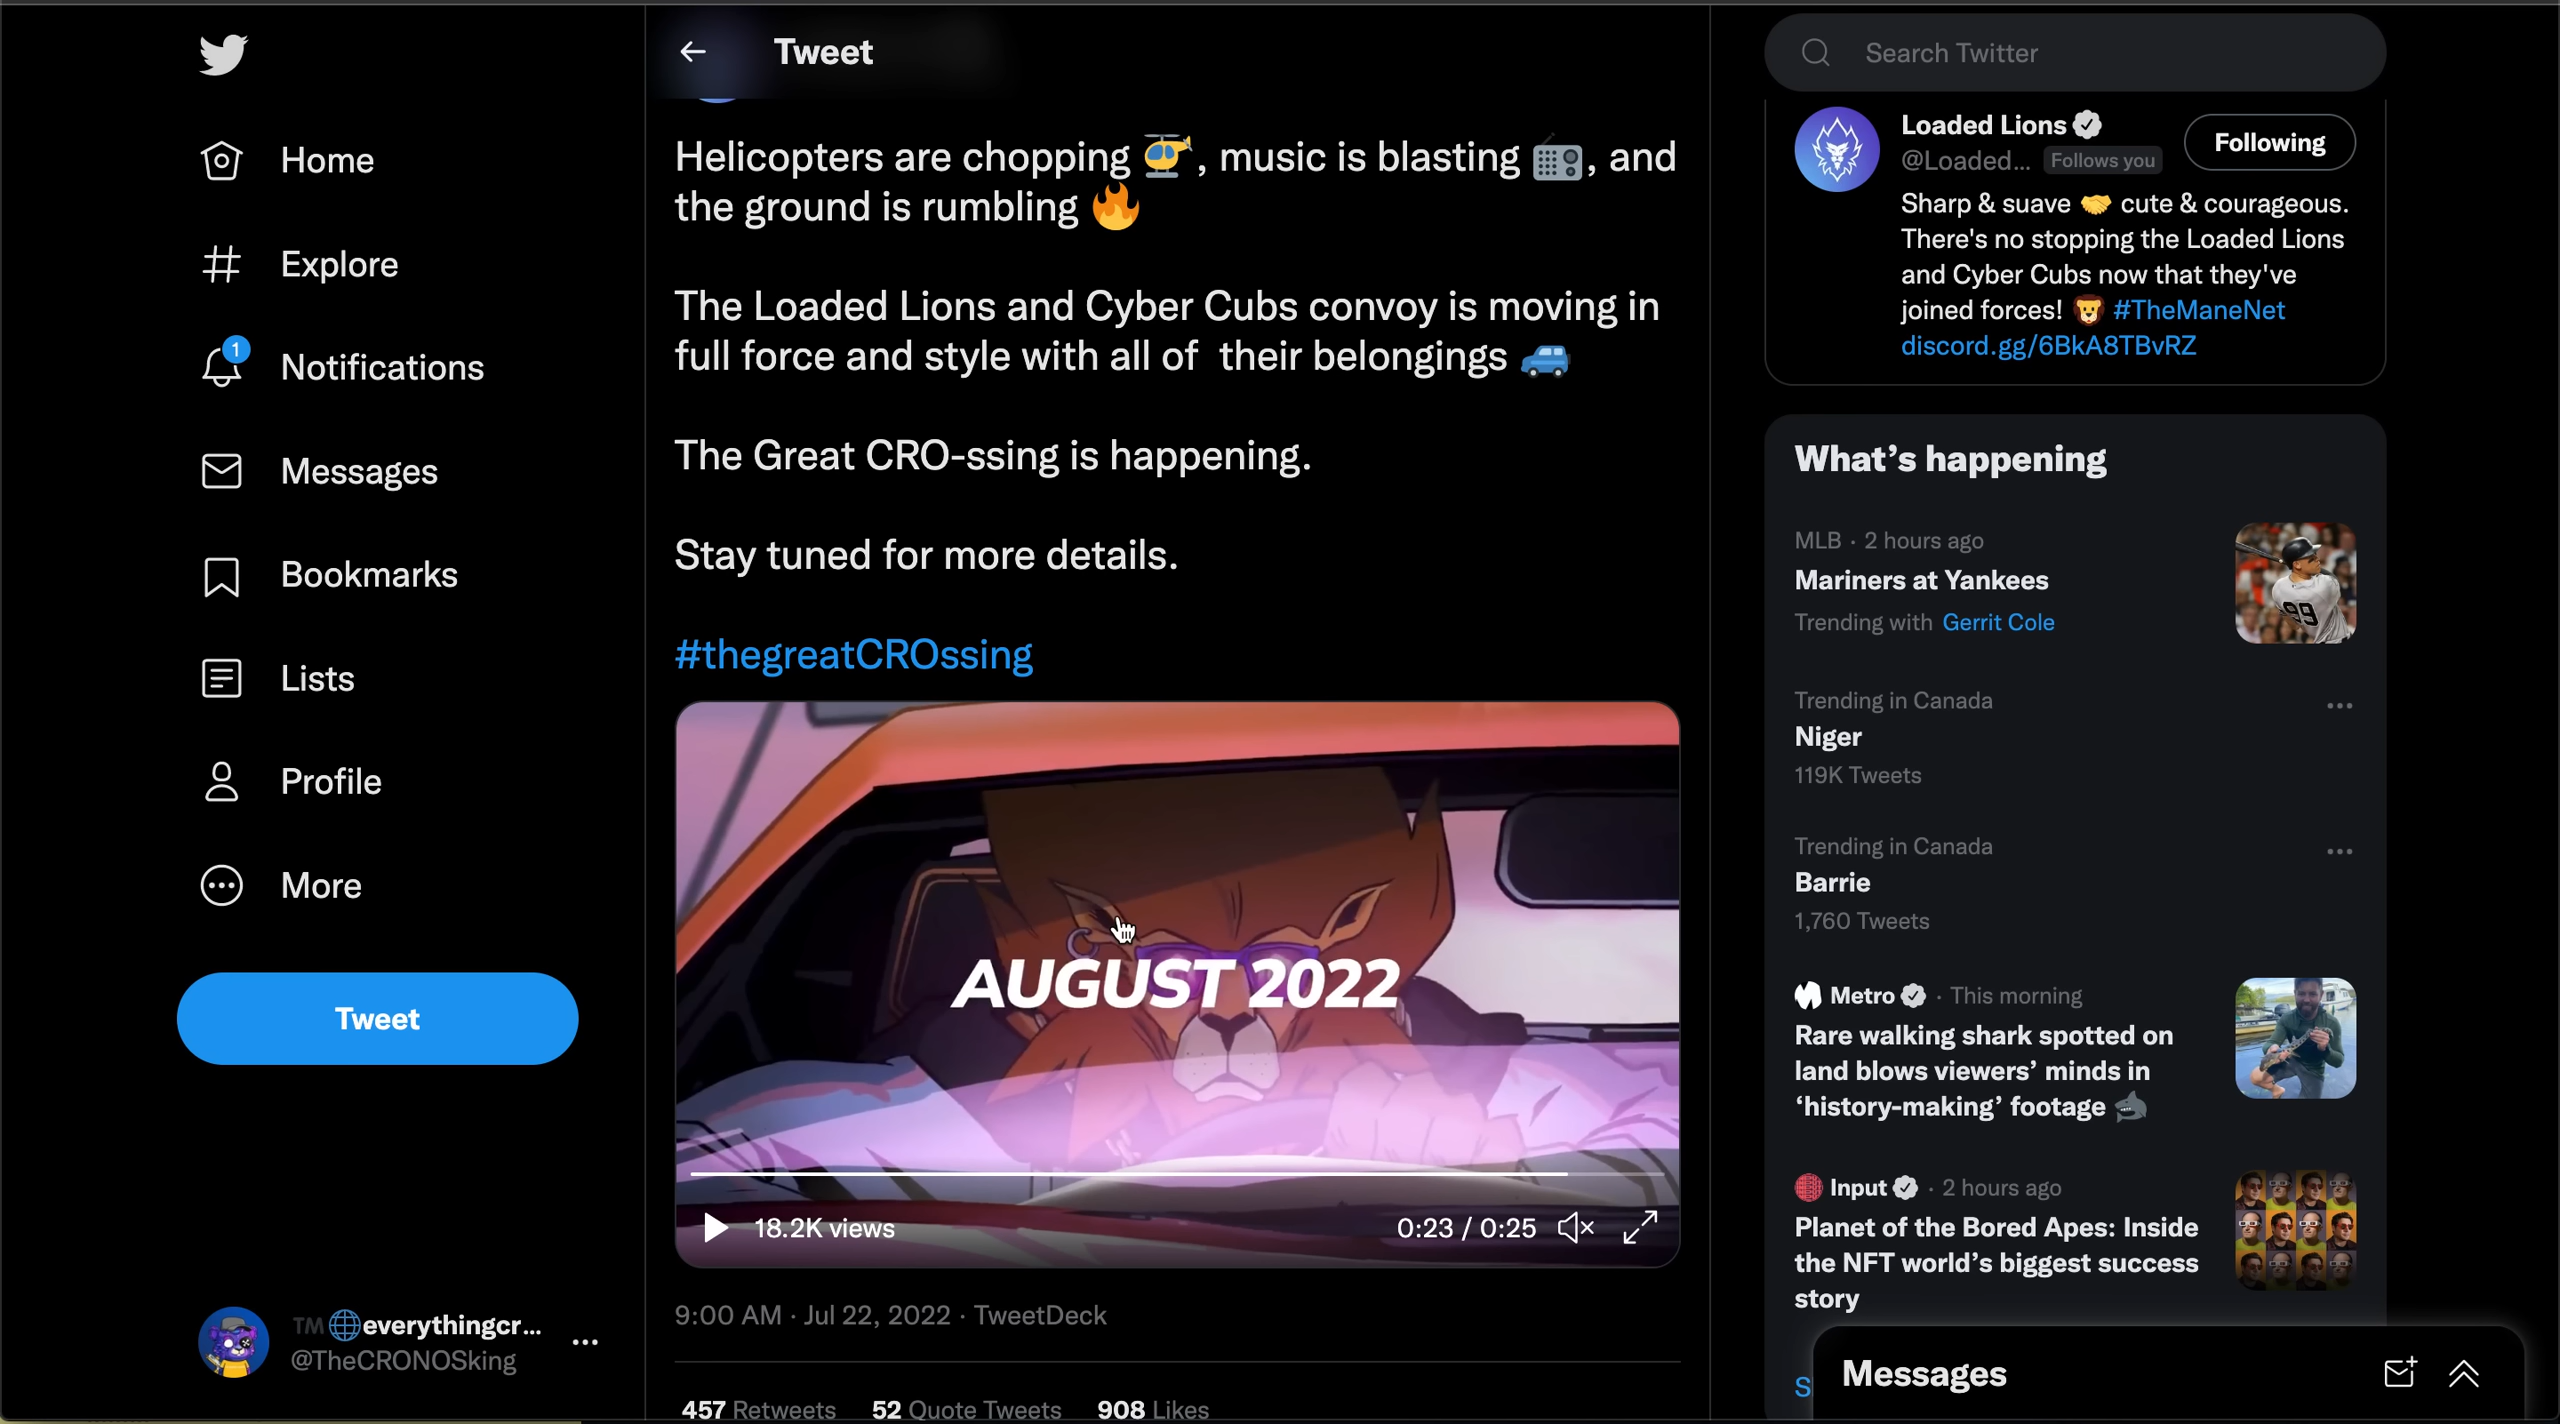 Home
Explore
1
Notifications
Messages
Bookmarks
Lists
Profile
More
Tweet
TM🌐everythingcr...
@TheCRONOSking
Tweet
Helicopters are chopping 🚁, music is blasting 📻, and
the ground is rumbling 🔥
The Loaded Lions and Cyber Cubs convoy is moving in
full force and style with all of  their belongings 🚙
The Great CRO-ssing is happening.
Stay tuned for more details.
#thegreatCROssing
AUGUST 2022
18.2K views
0:23 / 0:25
9:00 AM · Jul 22, 2022 · TweetDeck
457 Retweets 52 Quote Tweets 908 Likes
Search Twitter
Loaded Lions
Following
@Loaded... Follows you
Sharp & suave 🤝 cute & courageous.
There's no stopping the Loaded Lions
and Cyber Cubs now that they've
joined forces! 🦁 #TheManeNet
discord.gg/6BkA8TBvRZ
What’s happening
MLB · 2 hours ago
Mariners at Yankees
Trending with Gerrit Cole
99
Trending in Canada
Niger
119K Tweets
Trending in Canada
Barrie
1,760 Tweets
Metro · This morning
Rare walking shark spotted on
land blows viewers’ minds in
‘history-making’ footage 🦈
Input · 2 hours ago
Planet of the Bored Apes: Inside
the NFT world’s biggest success
story
S
Messages